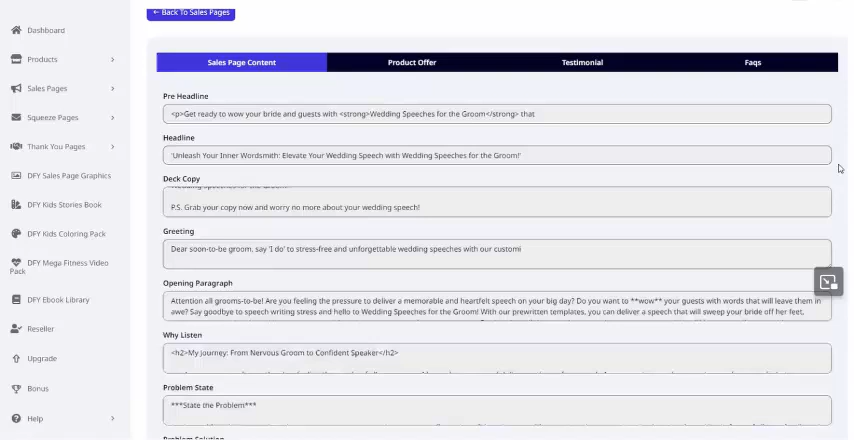 ← Back To Sales Pages
Dashboard
Products
Sales Pages
Squeeze Pages
Thank You Pages
DFY Sales Page Graphics
DFY Kids Stories Book
DFY Kids Coloring Pack
DFY Mega Fitness Video
Pack
DFY Ebook Library
Reseller
Upgrade
Bonus
Help
Sales Page Content
Product Offer
Testimonial
Faqs
Pre Headline
<p>Get ready to wow your bride and guests with <strong>Wedding Speeches for the Groom</strong> that
Headline
'Unleash Your Inner Wordsmith: Elevate Your Wedding Speech with Wedding Speeches for the Groom!'
Deck Copy
P.S. Grab your copy now and worry no more about your wedding speech!
Greeting
Dear soon-to-be groom, say 'I do' to stress-free and unforgettable wedding speeches with our customi
Opening Paragraph
Attention all grooms-to-be! Are you feeling the pressure to deliver a memorable and heartfelt speech on your big day? Do you want to **wow** your guests with words that will leave them in
awe? Say goodbye to speech writing stress and hello to Wedding Speeches for the Groom! With our prewritten templates, you can deliver a speech that will sweep your bride off her feet,
Why Listen
<h2>My Journey: From Nervous Groom to Confident Speaker</h2>
Problem State
***State the Problem***
Problem Solution